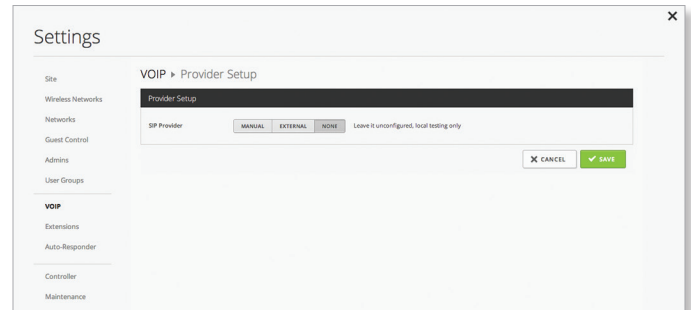 Settings
Site
Wireless Networks
Networks
Guest Control
Admins
User Groups
VOIP
Extensions
Auto-Responder
Controller
Maintenance
VOIP ▸ Provider Setup
Provider Setup
SIP Provider MANUAL EXTERNAL NONE Leave it unconfigured, local testing only
CANCEL SAVE